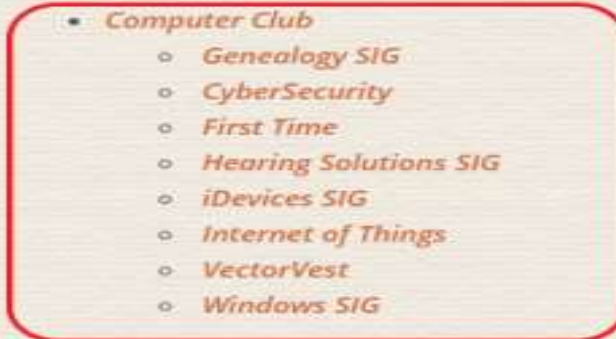 Computer Club
Genealogy SIG
CyberSecurity
First Time
Hearing Solutions SIG
iDevices SIG
Internet of Things
VectorVest
Windows SIG